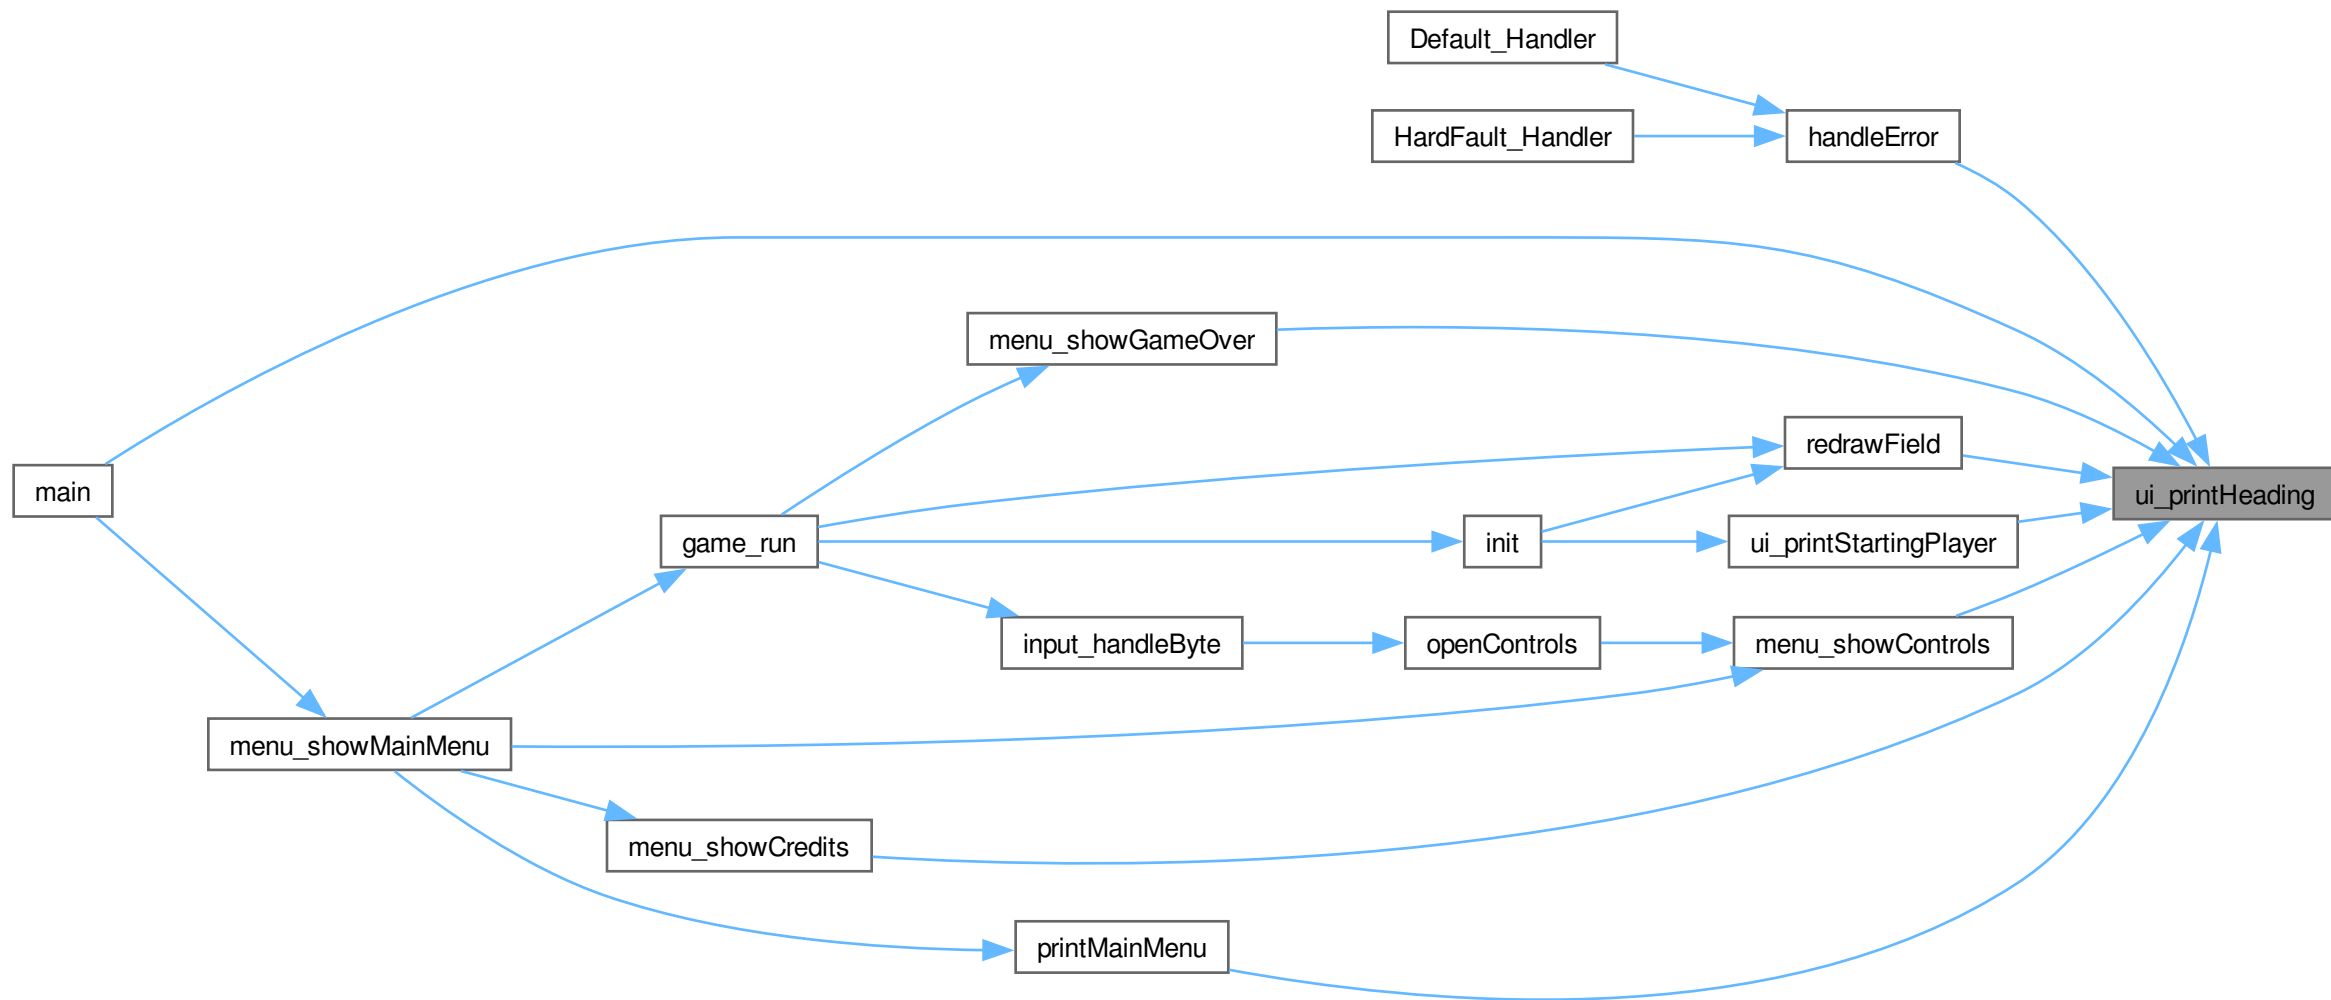 Default_Handler
HardFault_Handler
handleError
menu_showGameOver
redrawField
main
ui_printHeading
game_run
init
ui_printStartingPlayer
input_handleByte
openControls
menu_showControls
menu_showMainMenu
menu_showCredits
printMainMenu